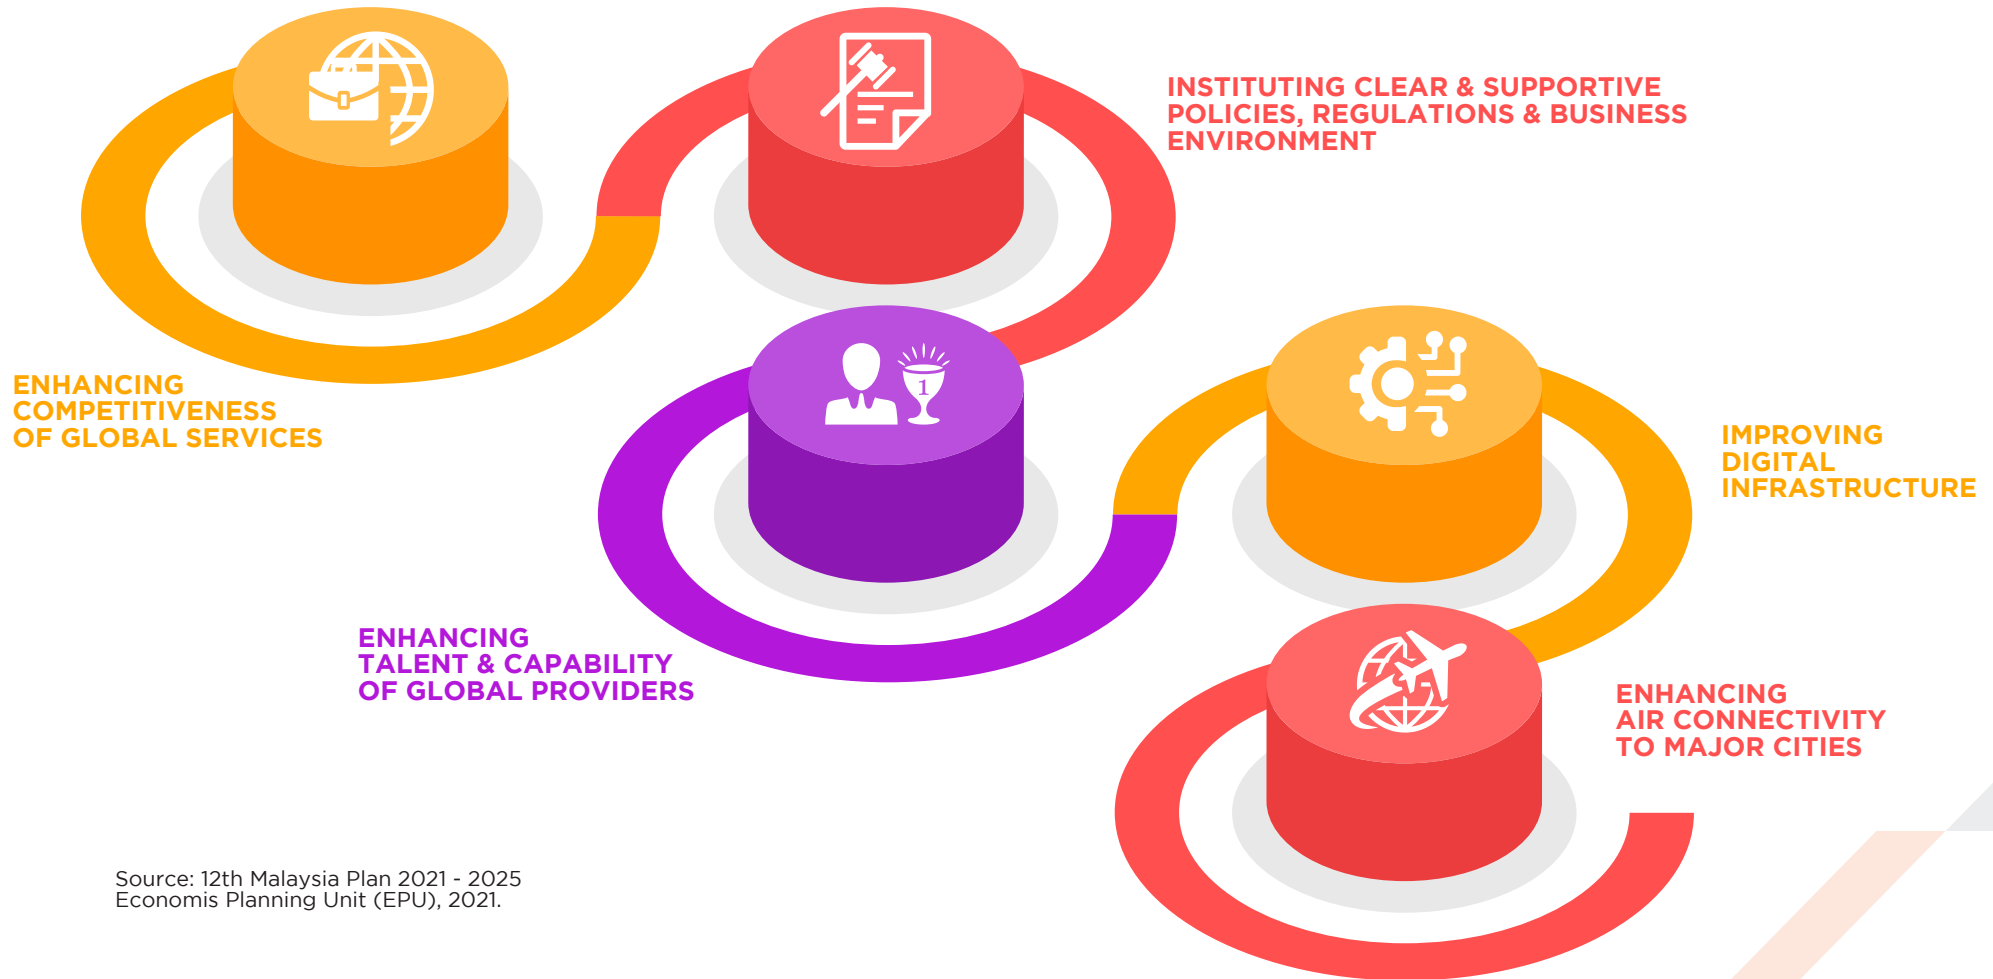 ENHANCING
COMPETITIVENESS
OF GLOBAL SERVICES
INSTITUTING CLEAR & SUPPORTIVE
POLICIES, REGULATIONS & BUSINESS
ENVIRONMENT
1
ENHANCING
TALENT & CAPABILITY
OF GLOBAL PROVIDERS
IMPROVING
DIGITAL
INFRASTRUCTURE
ENHANCING
AIR CONNECTIVITY
TO MAJOR CITIES
Source: 12th Malaysia Plan 2021 - 2025
Economis Planning Unit (EPU), 2021.